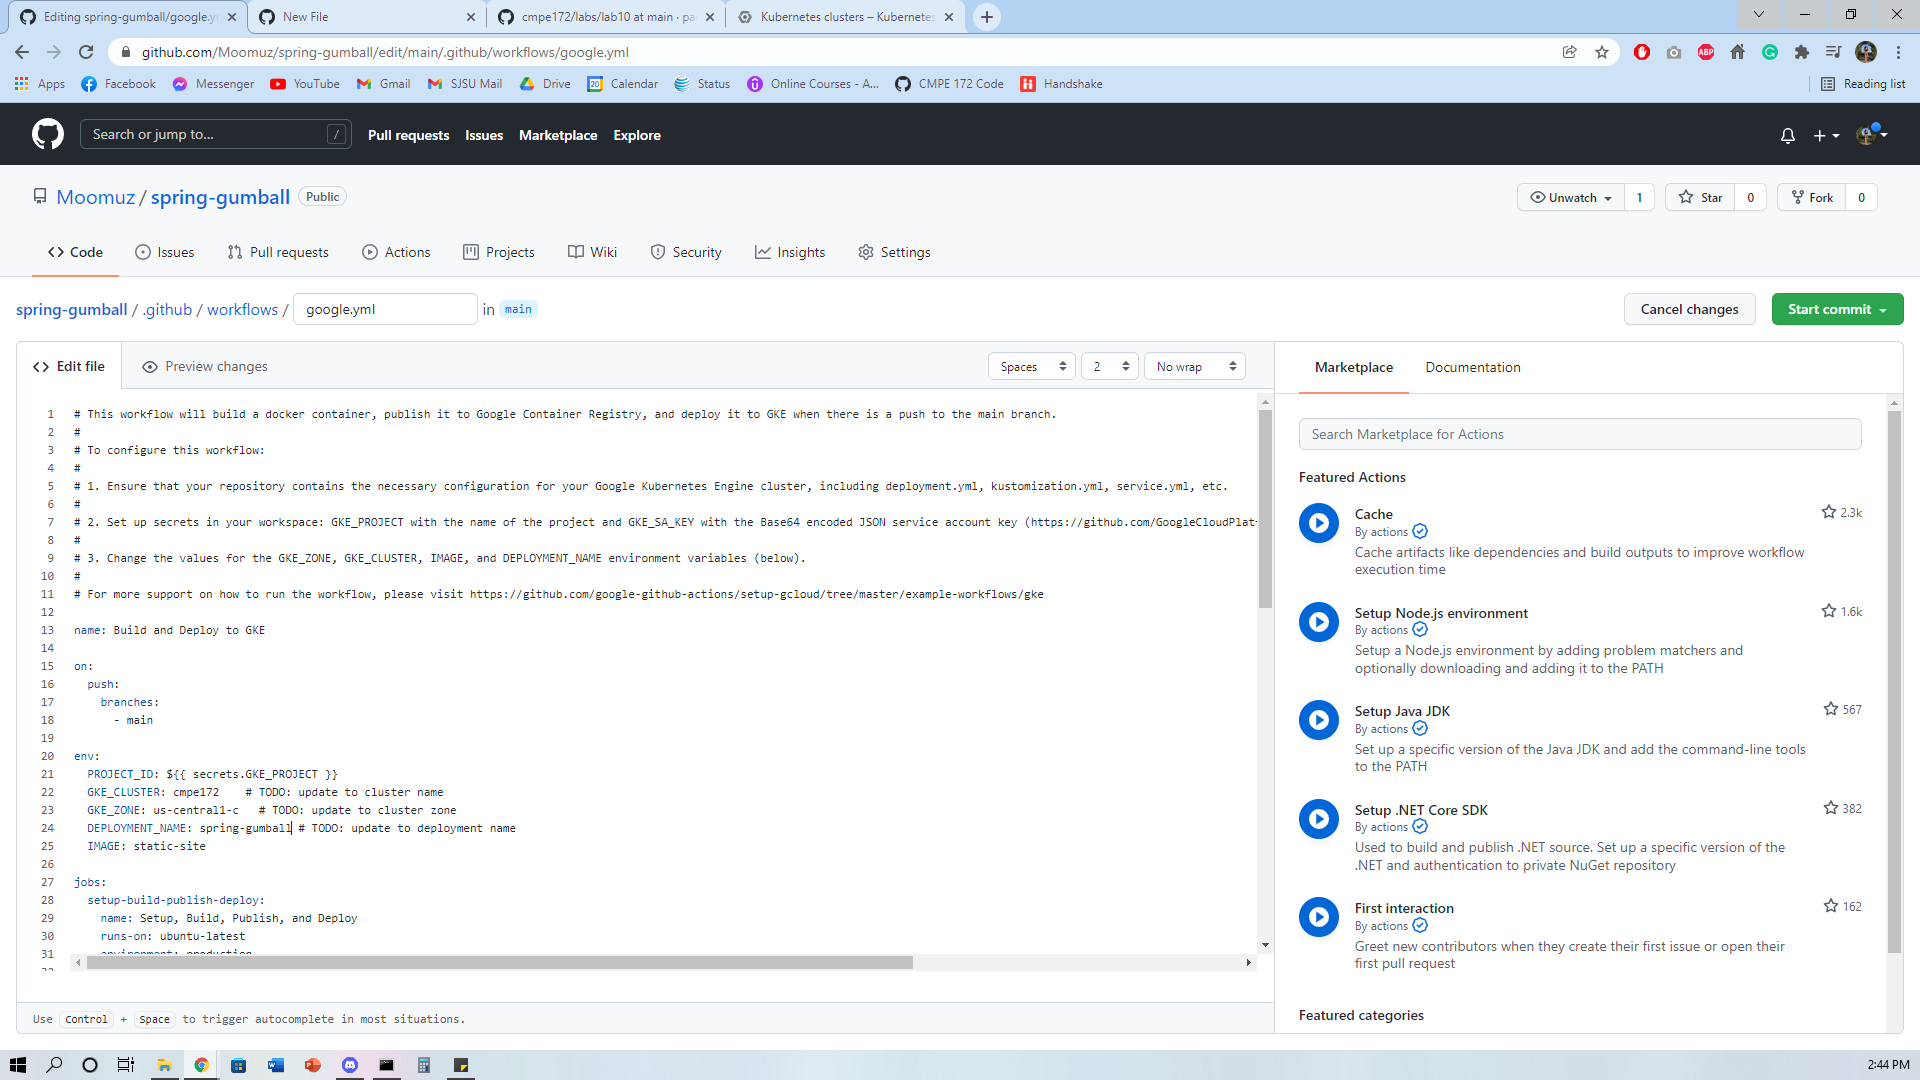 Editing spring-gumball/google.y
New File
cmpe172/labs/lab10 at main · pa
Kubernetes clusters – Kubernetes
github.com/Moomuz/spring-gumball/edit/main/.github/workflows/google.yml
Apps
Facebook
Messenger
YouTube
Gmail
SJSU Mail
Drive
Calendar
Status
Online Courses - A...
CMPE 172 Code
Handshake
Reading list
Search or jump to...
/
Pull requests
Issues
Marketplace
Explore
Moomuz / spring-gumball
Public
Unwatch
1
Star
0
Fork
0
Code
Issues
Pull requests
Actions
Projects
Wiki
Security
Insights
Settings
spring-gumball / .github / workflows / google.yml in main
Cancel changes
Start commit
Edit file
Preview changes
Spaces
2
No wrap
1 # This workflow will build a docker container, publish it to Google Container Registry, and deploy it to GKE when there is a push to the main branch.
2 #
3 # To configure this workflow:
4 #
5 # 1. Ensure that your repository contains the necessary configuration for your Google Kubernetes Engine cluster, including deployment.yml, kustomization.yml, service.yml, etc.
6 #
7 # 2. Set up secrets in your workspace: GKE_PROJECT with the name of the project and GKE_SA_KEY with the Base64 encoded JSON service account key (https://github.com/GoogleCloudPlat
8 #
9 # 3. Change the values for the GKE_ZONE, GKE_CLUSTER, IMAGE, and DEPLOYMENT_NAME environment variables (below).
10 #
11 # For more support on how to run the workflow, please visit https://github.com/google-github-actions/setup-gcloud/tree/master/example-workflows/gke
12
13 name: Build and Deploy to GKE
14
15 on:
16 push:
17 branches:
18 - main
19
20 env:
21 PROJECT_ID: ${{ secrets.GKE_PROJECT }}
22 GKE_CLUSTER: cmpe172 # TODO: update to cluster name
23 GKE_ZONE: us-central1-c # TODO: update to cluster zone
24 DEPLOYMENT_NAME: spring-gumball # TODO: update to deployment name
25 IMAGE: static-site
26
27 jobs:
28 setup-build-publish-deploy:
29 name: Setup, Build, Publish, and Deploy
30 runs-on: ubuntu-latest
31 environment: production
32
Use Control + Space to trigger autocomplete in most situations.
Marketplace
Documentation
Search Marketplace for Actions
Featured Actions
Cache
2.3k
By actions
Cache artifacts like dependencies and build outputs to improve workflow
execution time
Setup Node.js environment
1.6k
By actions
Setup a Node.js environment by adding problem matchers and
optionally downloading and adding it to the PATH
Setup Java JDK
567
By actions
Set up a specific version of the Java JDK and add the command-line tools
to the PATH
Setup .NET Core SDK
382
By actions
Used to build and publish .NET source. Set up a specific version of the
.NET and authentication to private NuGet repository
First interaction
162
By actions
Greet new contributors when they create their first issue or open their
first pull request
Featured categories
2:44 PM